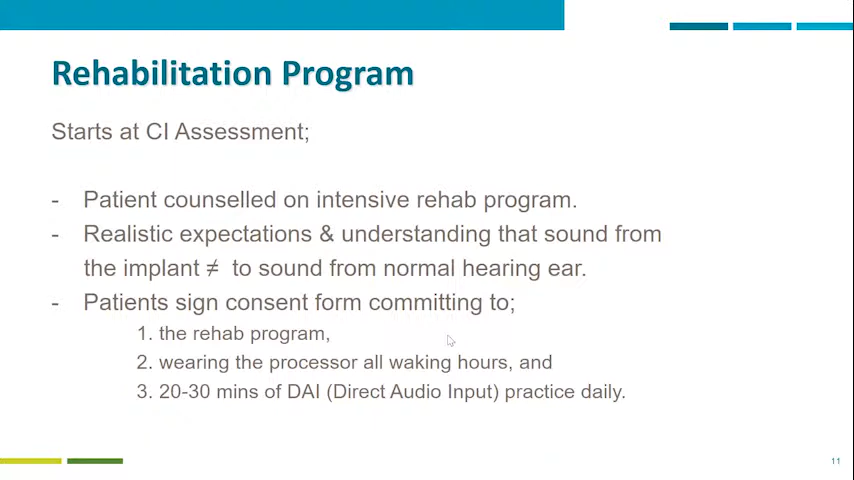 Rehabilitation Program
Starts at CI Assessment;
- Patient counselled on intensive rehab program.
- Realistic expectations & understanding that sound from
the implant ≠ to sound from normal hearing ear.
- Patients sign consent form committing to;
1. the rehab program,
2. wearing the processor all waking hours, and
3. 20-30 mins of DAI (Direct Audio Input) practice daily.
11